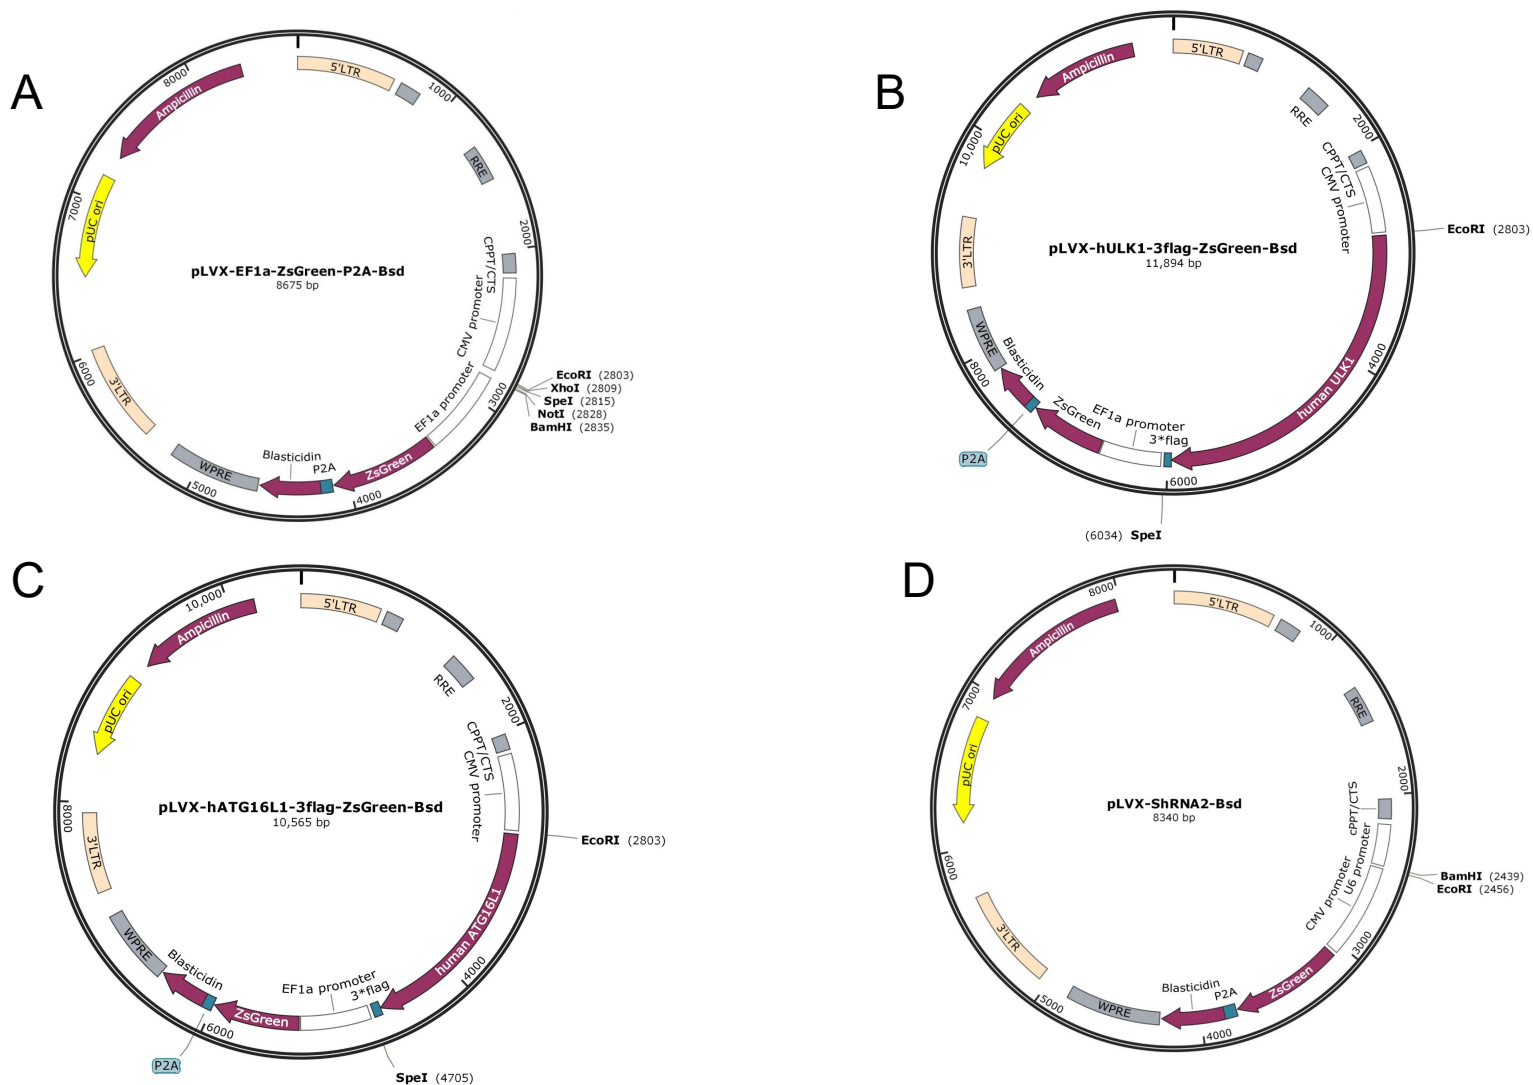 A
8000
Ampicillin
5'LTR
1000
RRE
7000
pUC ori
2000
CPPT/CTS
pLVX-EF1a-ZsGreen-P2A-Bsd
8675 bp
CMV promoter
EcoRI (2803)
XhoI (2809)
SpeI (2815)
NotI (2828)
BamHI (2835)
3000
EF1a promoter
6000
3'LTR
WPRE
Blasticidin
P2A
ZsGreen
5000
4000
B
Ampicillin
5'LTR
RRE
2000
10,000
pUC ori
CPPT/CTS
CMV promoter
EcoRI (2803)
3'LTR
pLVX-hULK1-3flag-ZsGreen-Bsd
11,894 bp
WPRE
8000
Blasticidin
ZsGreen
EF1a promoter
3*flag
human ULK1
4000
P2A
6000
(6034) SpeI
C
10,000
Ampicillin
5'LTR
RRE
2000
pUC ori
CPPT/CTS
CMV promoter
8000
pLVX-hATG16L1-3flag-ZsGreen-Bsd
10,565 bp
EcoRI (2803)
3'LTR
WPRE
Blasticidin
EF1a promoter
3*flag
human ATG16L1
4000
ZsGreen
6000
P2A
SpeI (4705)
D
8000
Ampicillin
5'LTR
1000
RRE
7000
pUC ori
2000
cPPT/CTS
pLVX-ShRNA2-Bsd
8340 bp
U6 promoter
CMV promoter
BamHI (2439)
EcoRI (2456)
6000
3'LTR
3000
WPRE
Blasticidin
P2A
ZsGreen
5000
4000